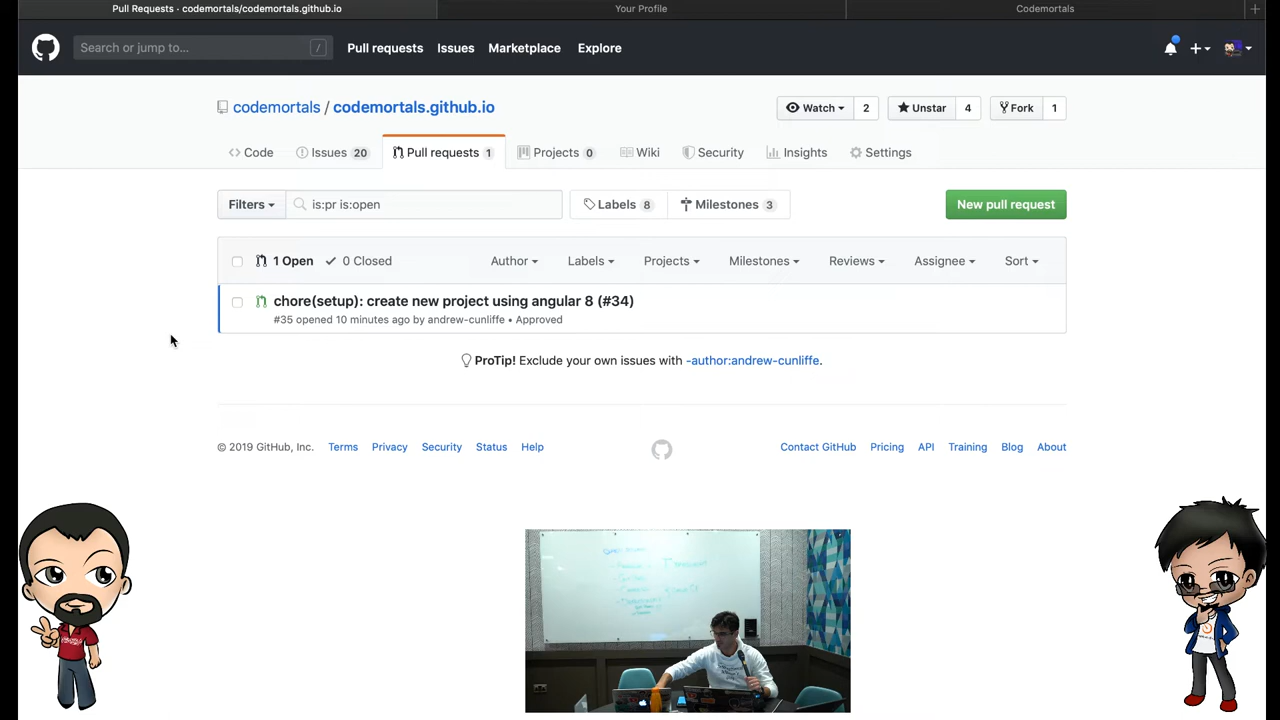 Pull Requests · codemortals/codemortals.github.io
Your Profile
Codemortals
Search or jump to...
/
Pull requests
Issues
Marketplace
Explore
codemortals / codemortals.github.io
Watch
2
Unstar
4
Fork
1
Code
Issues 20
Pull requests 1
Projects 0
Wiki
Security
Insights
Settings
Filters
is:pr is:open
Labels 8
Milestones 3
New pull request
1 Open
0 Closed
Author
Labels
Projects
Milestones
Reviews
Assignee
Sort
chore(setup): create new project using angular 8 (#34)
#35 opened 10 minutes ago by andrew-cunliffe • Approved
ProTip! Exclude your own issues with -author:andrew-cunliffe.
© 2019 GitHub, Inc.
Terms
Privacy
Security
Status
Help
Contact GitHub
Pricing
API
Training
Blog
About